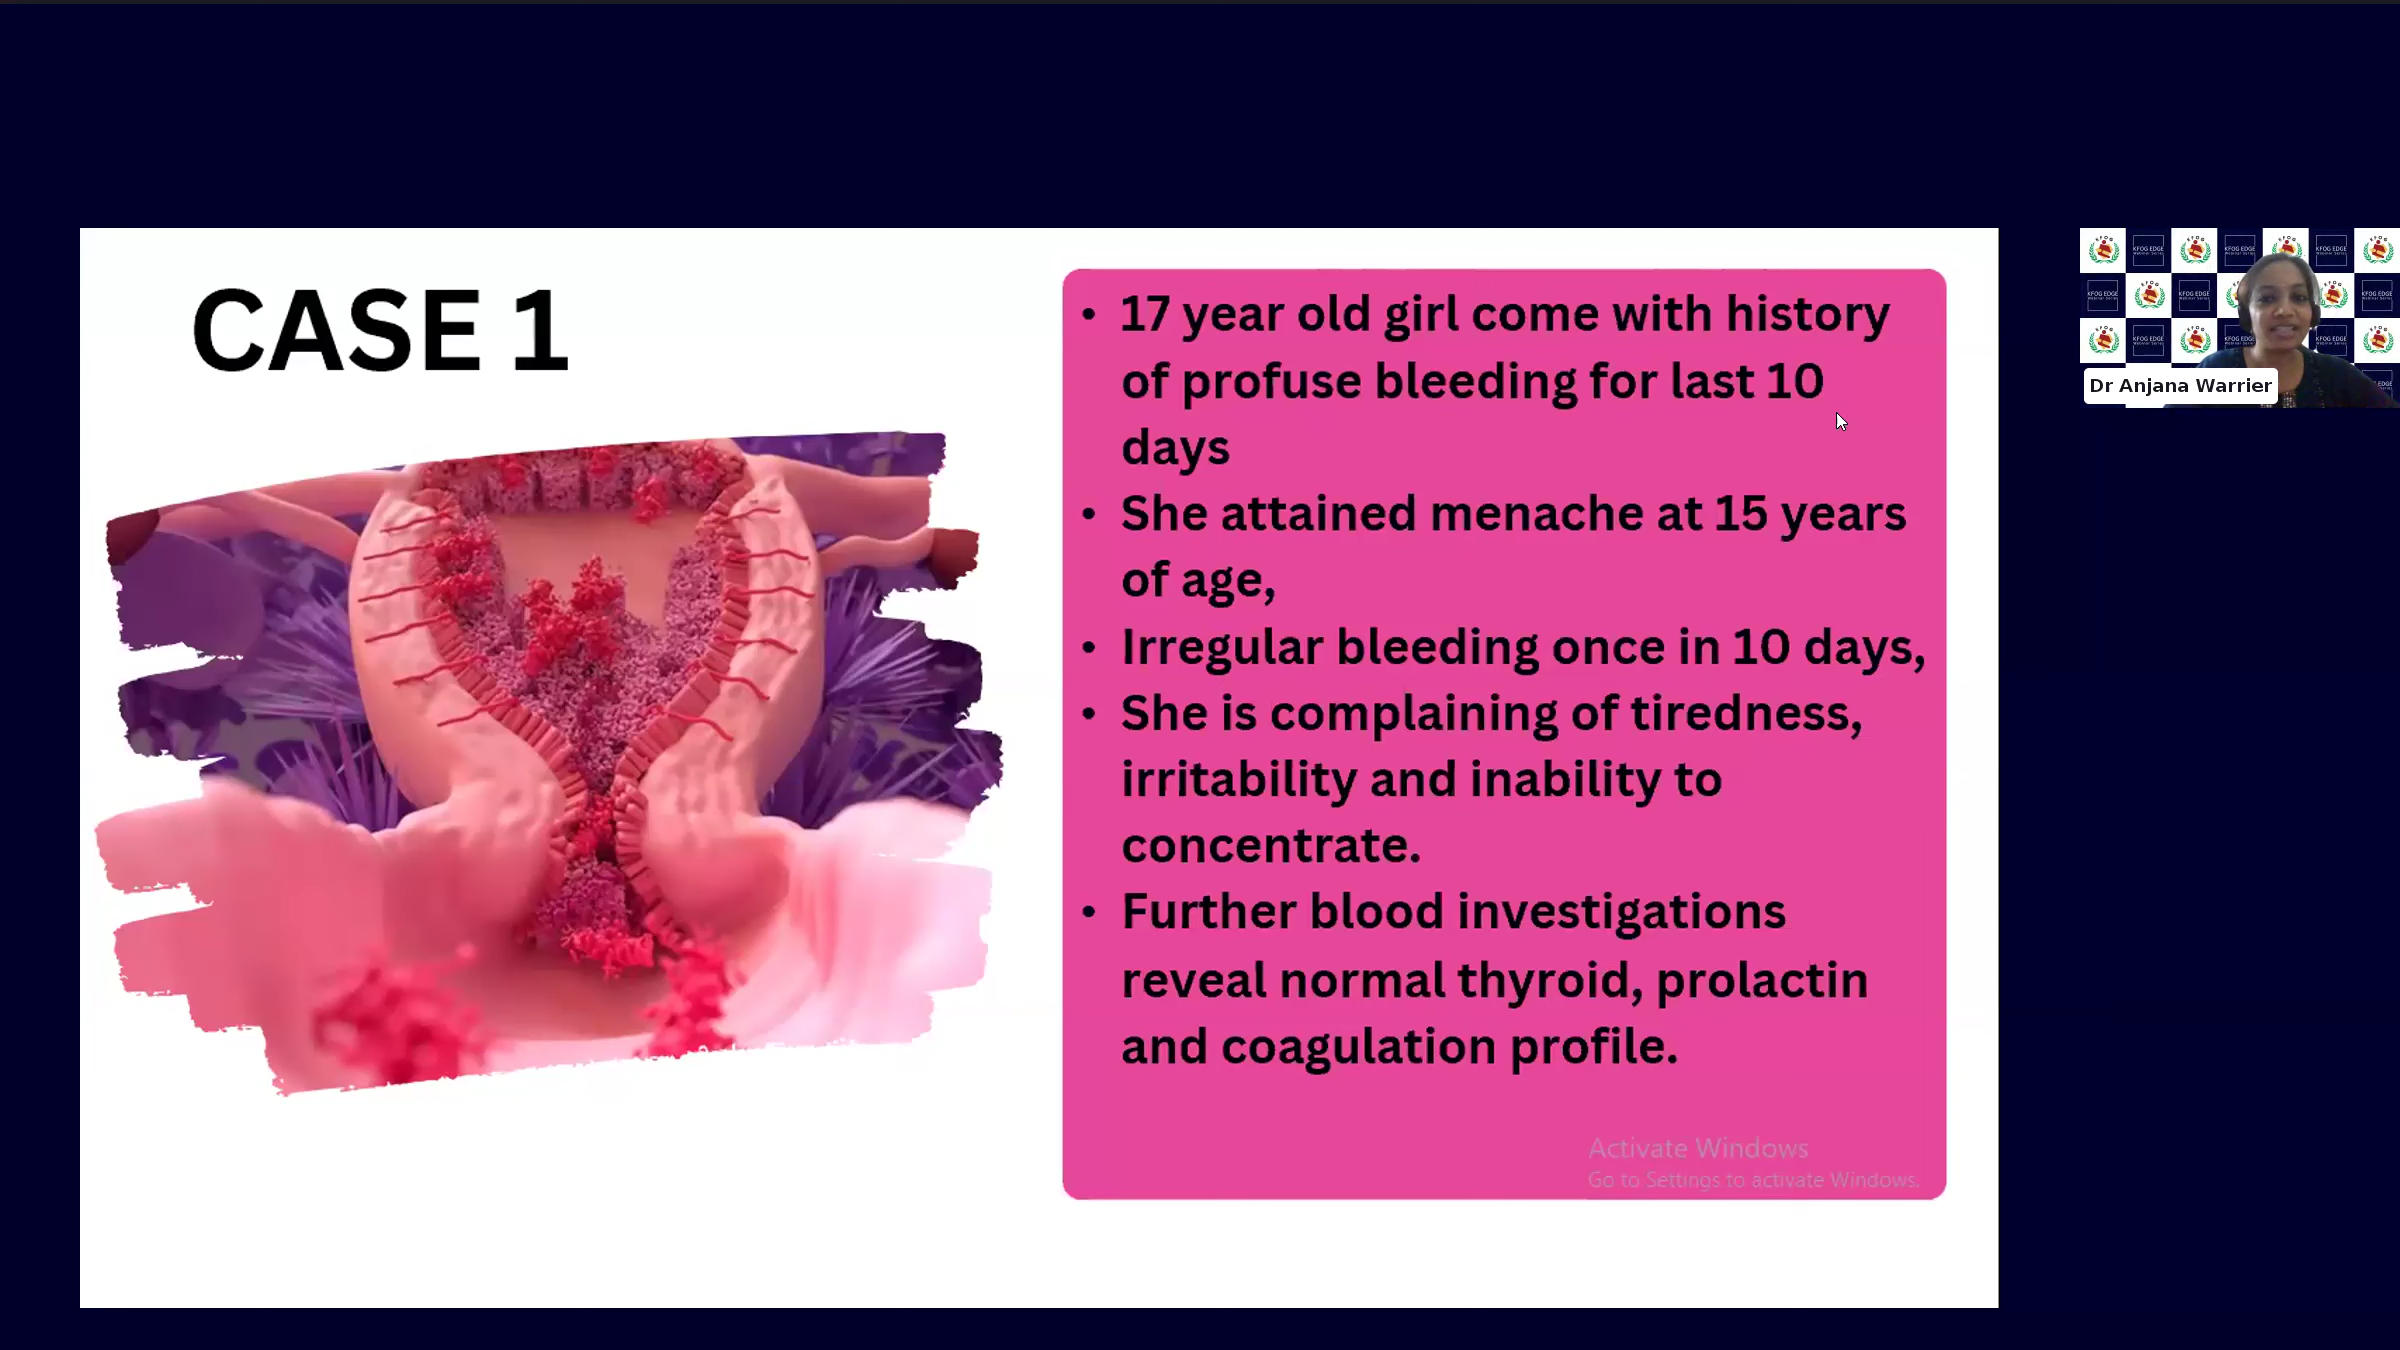 CASE 1
• 17 year old girl come with history
of profuse bleeding for last 10
days
• She attained menache at 15 years
of age,
• Irregular bleeding once in 10 days,
• She is complaining of tiredness,
irritability and inability to
concentrate.
• Further blood investigations
reveal normal thyroid, prolactin
and coagulation profile.
Activate Windows
Go to Settings to activate Windows.
KFOG EDGE
Dr Anjana Warrier